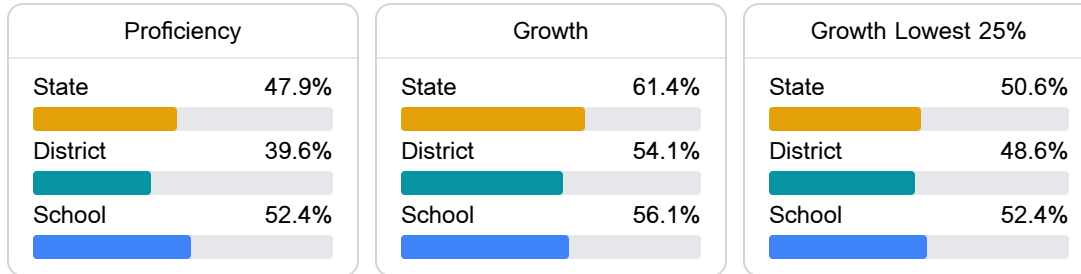 Proficiency
State 47.9%
District 39.6%
School 52.4%
Growth
State 61.4%
District 54.1%
School 56.1%
Growth Lowest 25%
State 50.6%
District 48.6%
School 52.4%